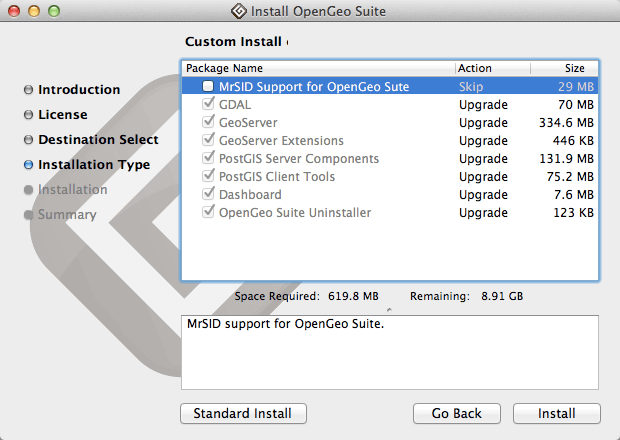 Install OpenGeo Suite
Custom Install
Introduction
License
Destination Select
Installation Type
Installation
Summary
Package Name Action Size
MrSID Support for OpenGeo Sute Skip 29 MB
GDAL Upgrade 70 MB
GeoServer Upgrade 334.6 MB
GeoServer Extensions Upgrade 446 KB
PostGIS Server Components Upgrade 131.9 MB
PostGIS Client Tools Upgrade 75.2 MB
Dashboard Upgrade 7.6 MB
OpenGeo Suite Uninstaller Upgrade 123 KB
Space Required: 619.8 MB Remaining: 8.91 GB
MrSID support for OpenGeo Suite.
Standard Install Go Back Install